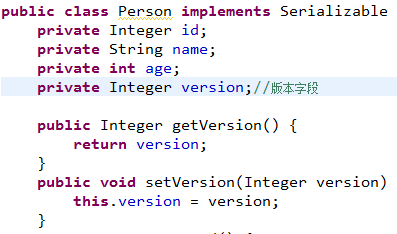 public class Person implements Serializable
private Integer id;
private String name;
private int age;
private Integer version;//版本字段
public Integer getVersion() {
return version;
}
public void setVersion(Integer version)
this.version = version;
}